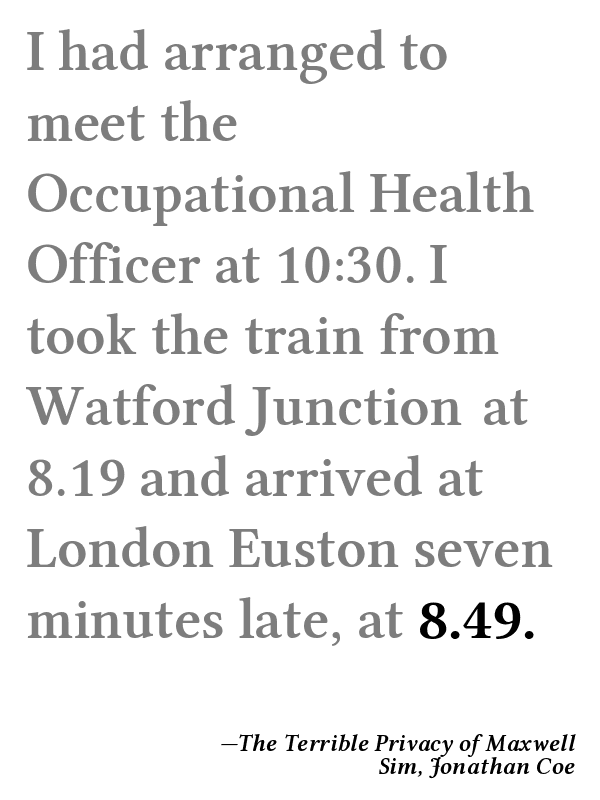 I had arranged to
meet the
Occupational Health
Officer at 10:30. I
took the train from
Watford Junction at
8.19 and arrived at
London Euston seven
minutes late, at 8.49.
—The Terrible Privacy of Maxwell
Sim, Jonathan Coe